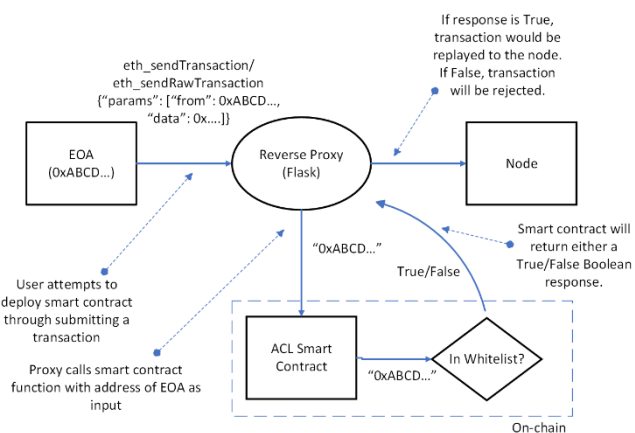 If response is True,
transaction would be
replayed to the node.
If False, transaction
will be rejected.
eth_sendTransaction/
eth_sendRawTransaction
{“params”: [“from”: 0xABCD…,
“data”: 0x….]}
EOA
(0xABCD…)
Reverse Proxy
(Flask)
Node
Smart contract will
return either a
True/False Boolean
response.
“0xABCD…”
True/False
User attempts to
deploy smart contract
through submitting a
transaction
ACL Smart
Contract
In Whitelist?
“0xABCD…”
Proxy calls smart contract
function with address of EOA as
input
On-chain